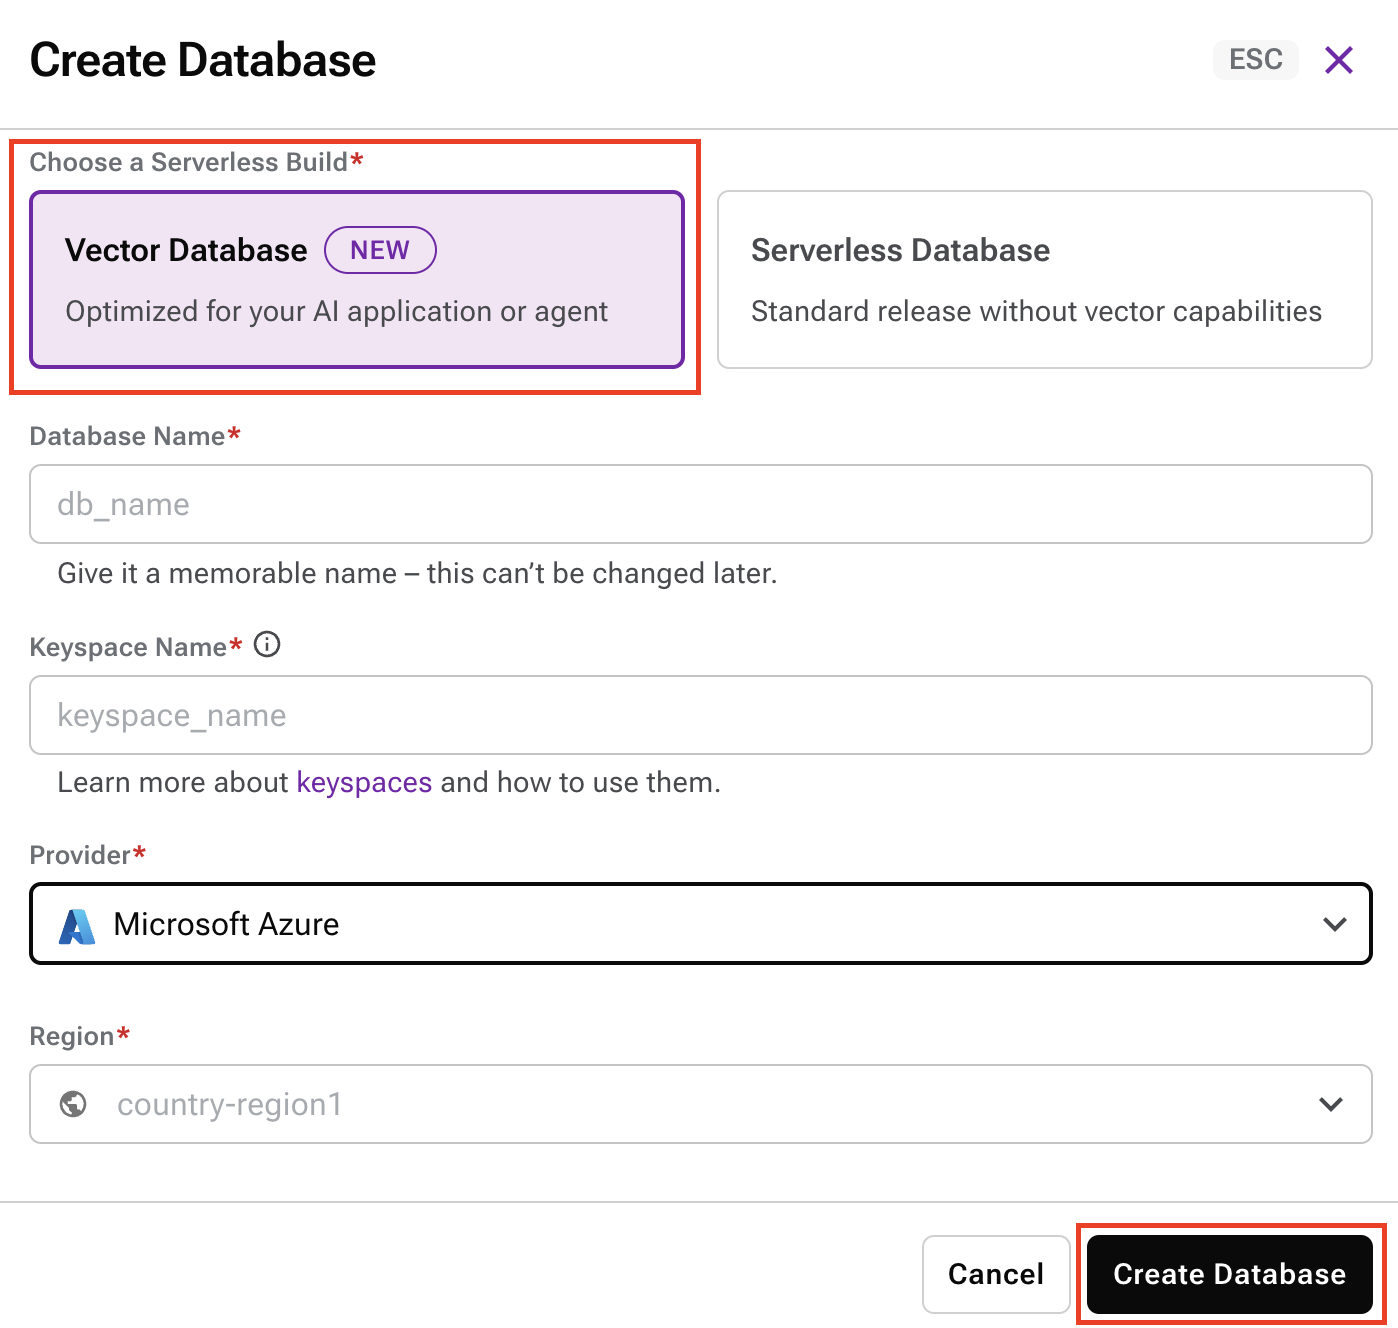 Create Database
ESC
Choose a Serverless Build*
Vector Database NEW
Optimized for your AI application or agent
Serverless Database
Standard release without vector capabilities
Database Name*
db_name
Give it a memorable name – this can’t be changed later.
Keyspace Name*
keyspace_name
Learn more about keyspaces and how to use them.
Provider*
Microsoft Azure
Region*
country-region1
Cancel
Create Database